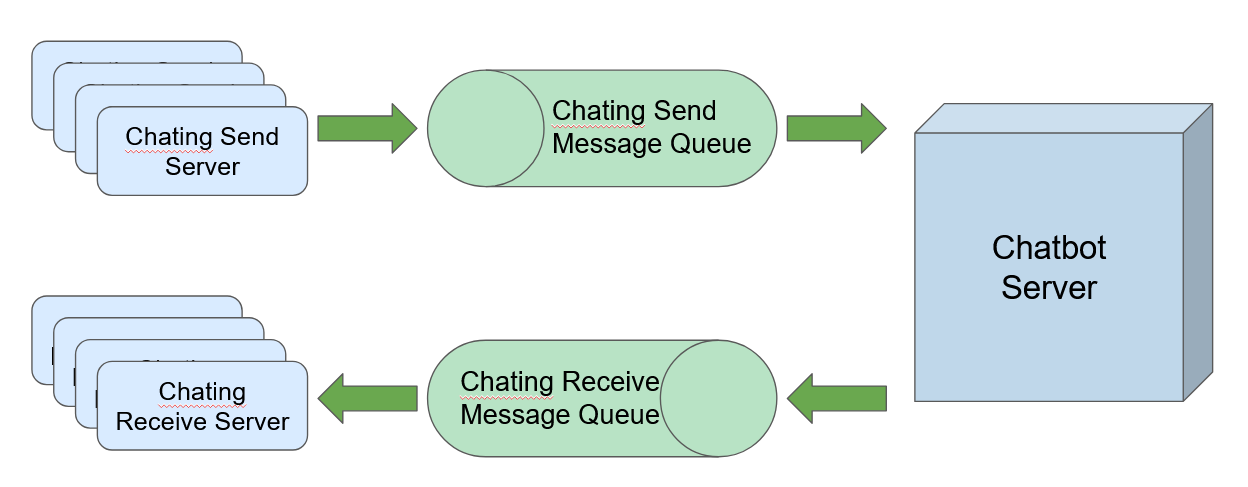 Chating Send
Server
Chating Send
Message Queue
Chatbot
Server
Chating
Receive Server
Chating Receive
Message Queue